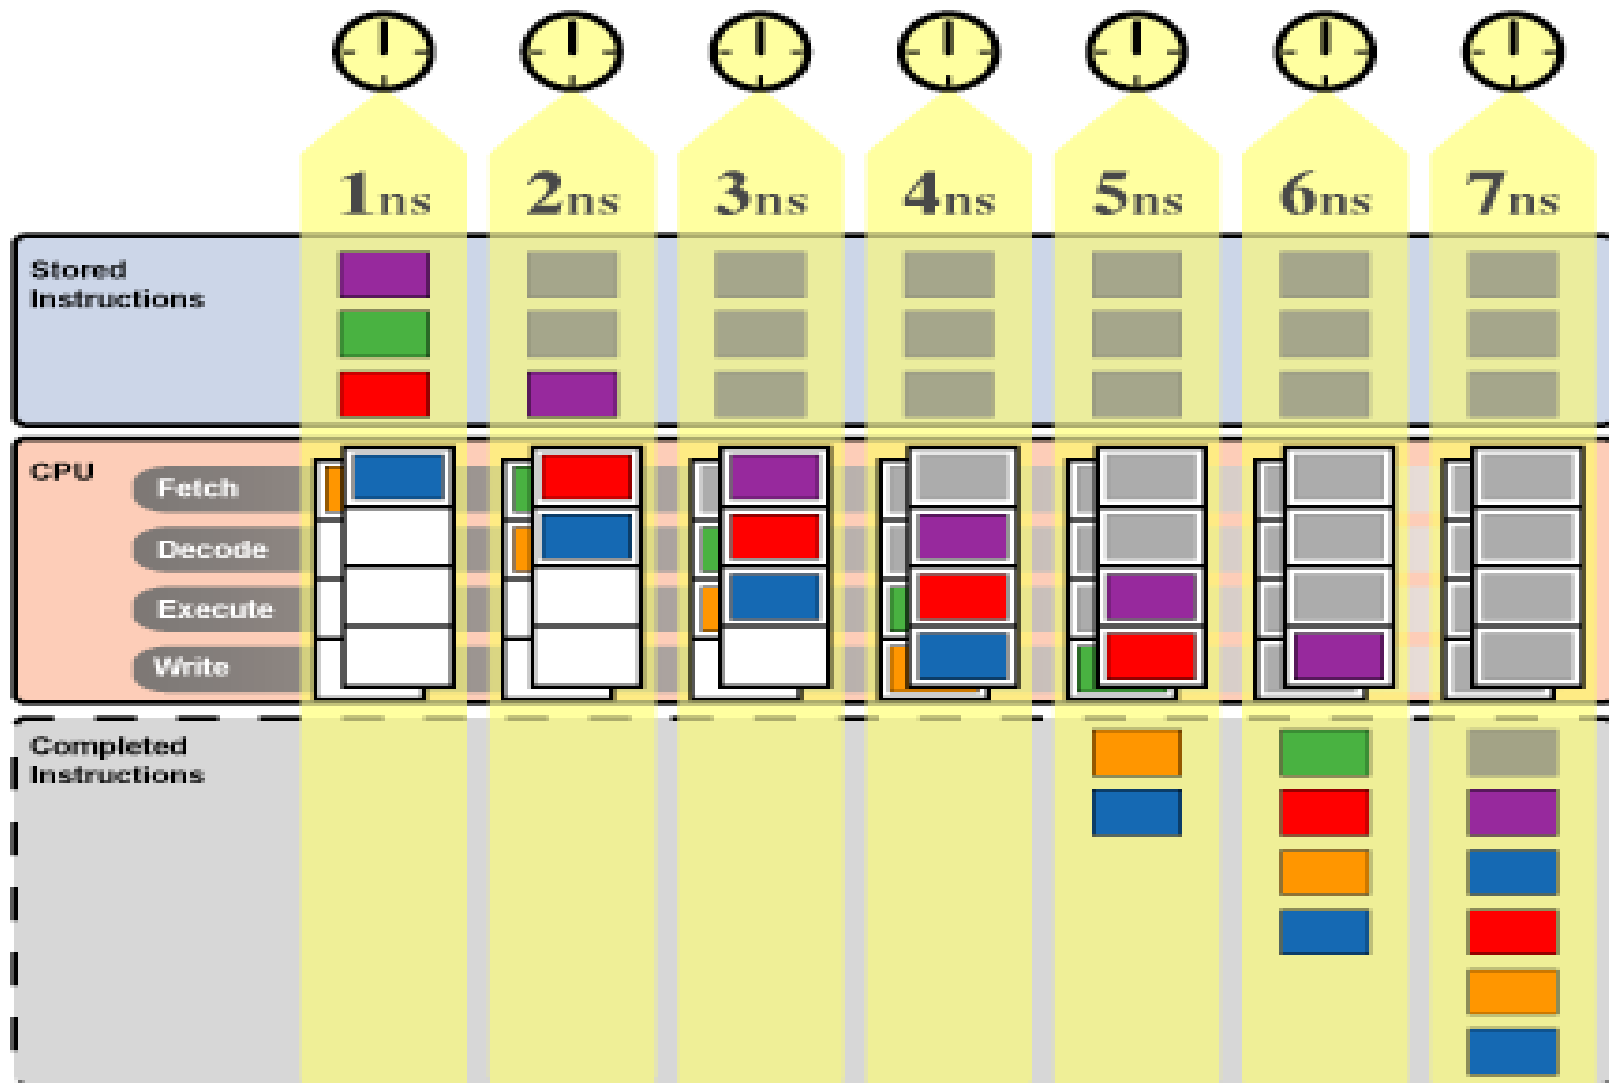 1ns 2ns 3ns 4ns 5ns 6ns 7ns
Stored
Instructions
CPU
Fetch
Decode
Execute
Write
Completed
Instructions